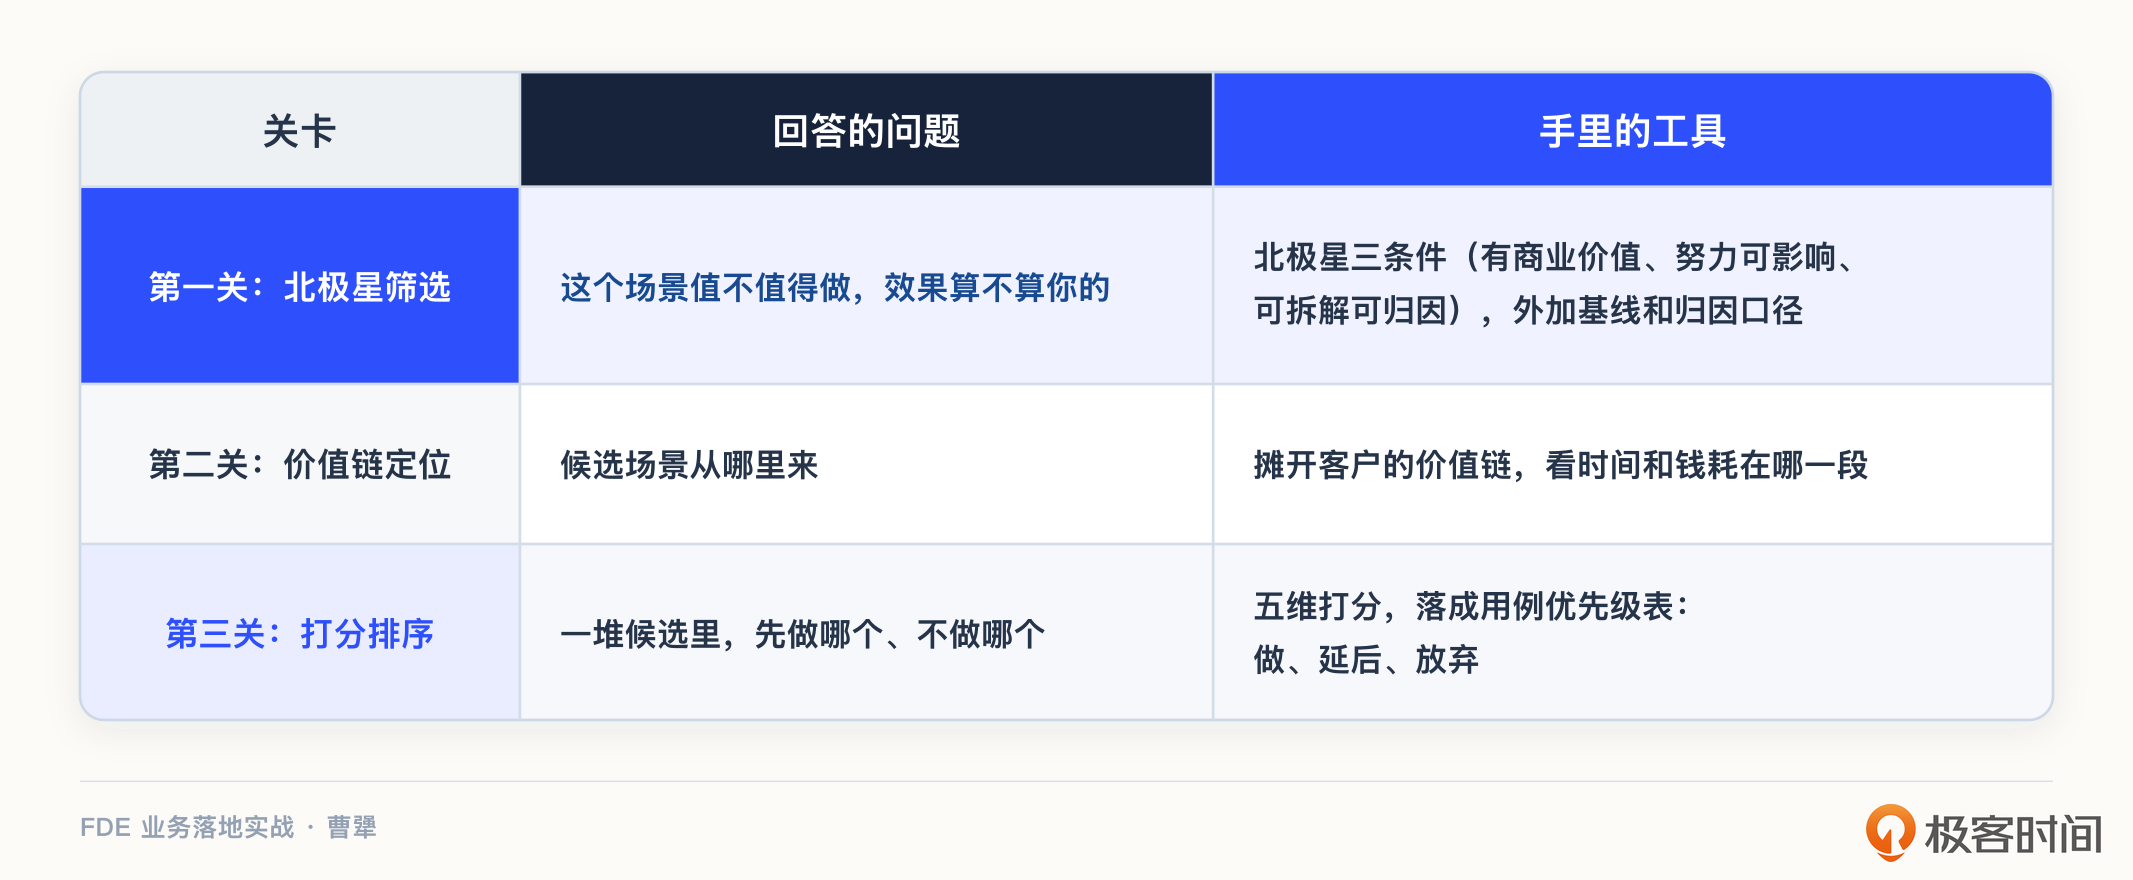 关卡
回答的问题
手里的工具
第一关：北极星筛选
这个场景值不值得做，效果算不算你的
北极星三条件（有商业价值、努力可影响、
可拆解可归因），外加基线和归因口径
第二关：价值链定位
候选场景从哪里来
摊开客户的价值链，看时间和钱耗在哪一段
第三关：打分排序
一堆候选里，先做哪个、不做哪个
五维打分，落成用例优先级表：
做、延后、放弃
FDE 业务落地实战 · 曹犟
极客时间